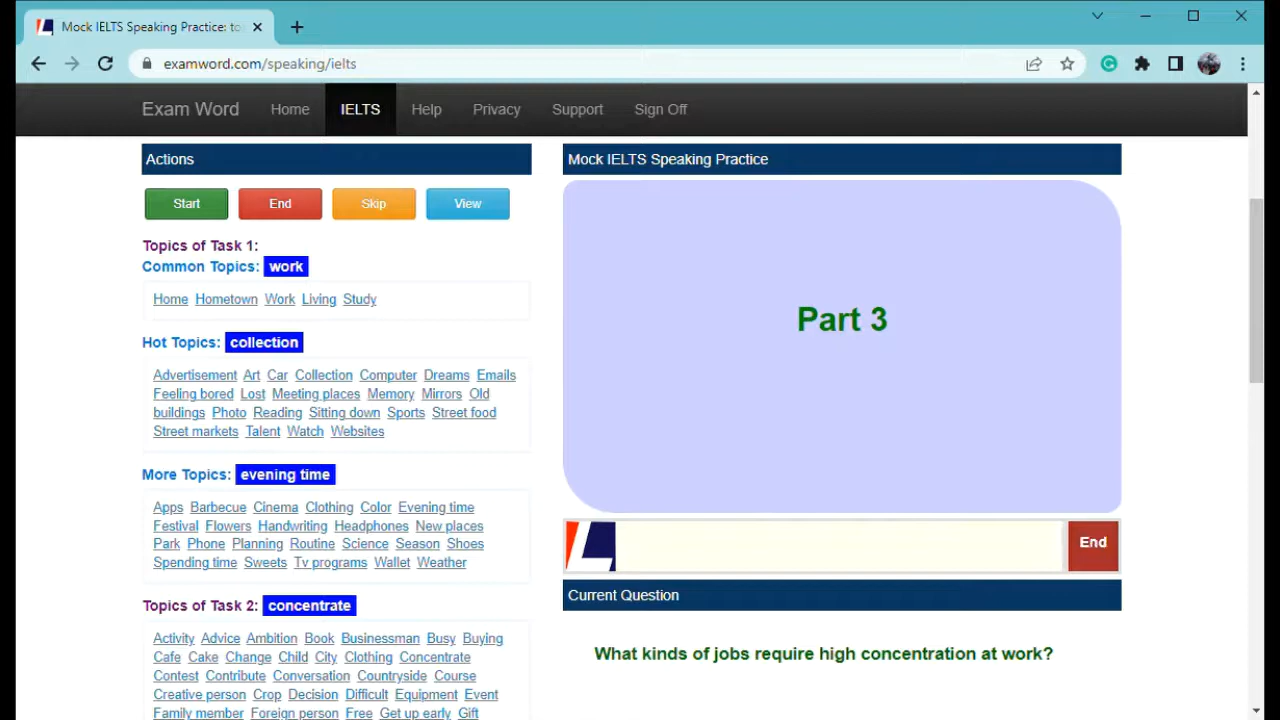 Mock IELTS Speaking Practice: to
examword.com/speaking/ielts
Exam Word Home IELTS Help Privacy Support Sign Off
Actions
Start End Skip View
Topics of Task 1:
Common Topics: work
Home Hometown Work Living Study
Hot Topics: collection
Advertisement Art Car Collection Computer Dreams Emails
Feeling bored Lost Meeting places Memory Mirrors Old
buildings Photo Reading Sitting down Sports Street food
Street markets Talent Watch Websites
More Topics: evening time
Apps Barbecue Cinema Clothing Color Evening time
Festival Flowers Handwriting Headphones New places
Park Phone Planning Routine Science Season Shoes
Spending time Sweets Tv programs Wallet Weather
Topics of Task 2: concentrate
Activity Advice Ambition Book Businessman Busy Buying
Cafe Cake Change Child City Clothing Concentrate
Contest Contribute Conversation Countryside Course
Creative person Crop Decision Difficult Equipment Event
Family member Foreign person Free Get up early Gift
Mock IELTS Speaking Practice
Part 3
End
Current Question
What kinds of jobs require high concentration at work?